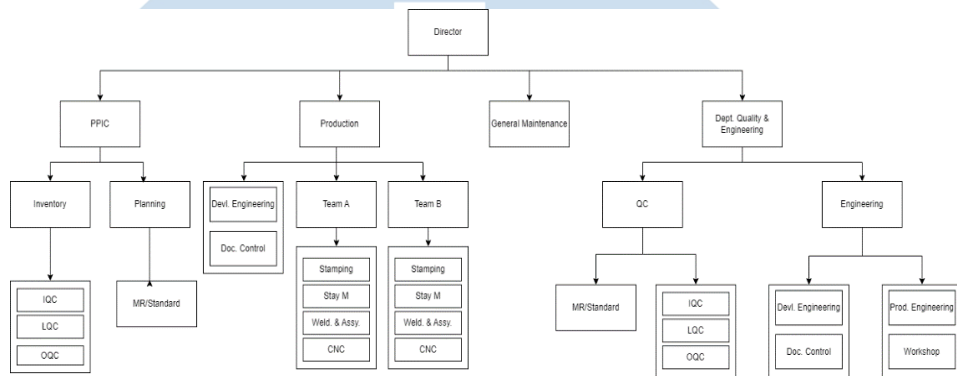 Director
PPIC
Production
General Maintenance
Dept. Quality &
Engineering
Inventory
Planning
Devl. Engineering
Doc. Control
Team A
Team B
QC
Engineering
IQC
LQC
OQC
MR/Standard
Stamping
Stay M
Weld. & Assy.
CNC
Stamping
Stay M
Weld. & Assy.
CNC
MR/Standard
IQC
LQC
OQC
Devl. Engineering
Doc. Control
Prod. Engineering
Workshop